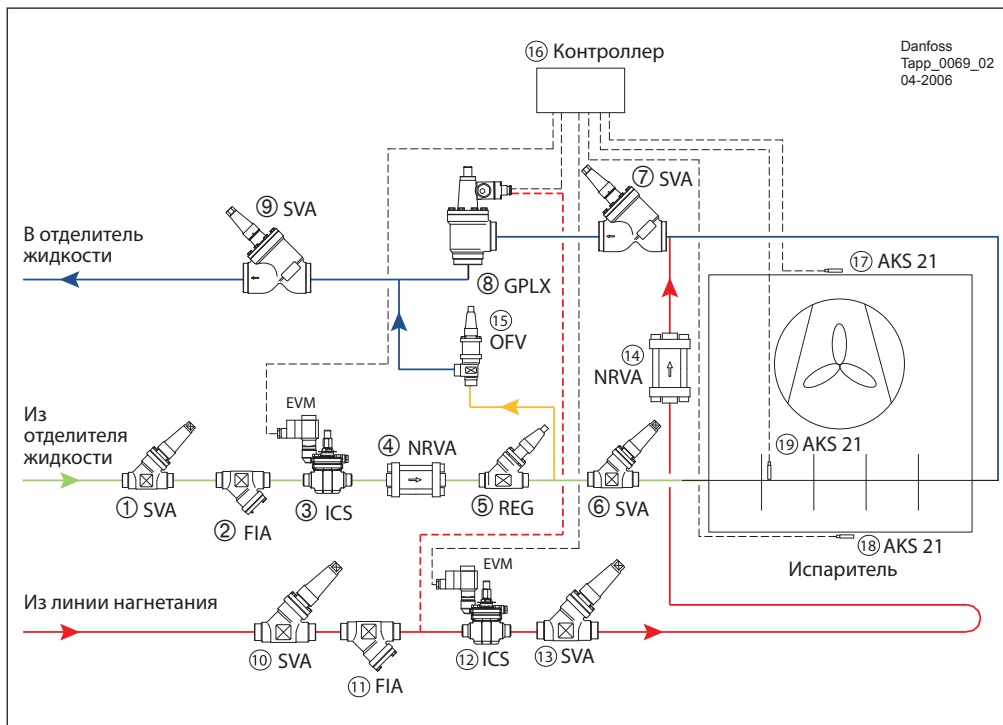 ⑯ Контроллер
Danfoss
Tapp_0069_02
04-2006
⑦ SVA
⑨ SVA
В отделитель
жидкости
⑰ AKS 21
⑧ GPLX
⑮
OFV
⑭
NRVA
EVM
Из
отделителя
жидкости
④ NRVA
⑲ AKS 21
① SVA
② FIA
③ ICS
⑤ REG
⑥ SVA
⑱ AKS 21
Испаритель
EVM
Из линии нагнетания
⑩ SVA
⑪ FIA
⑫ ICS
⑬ SVA